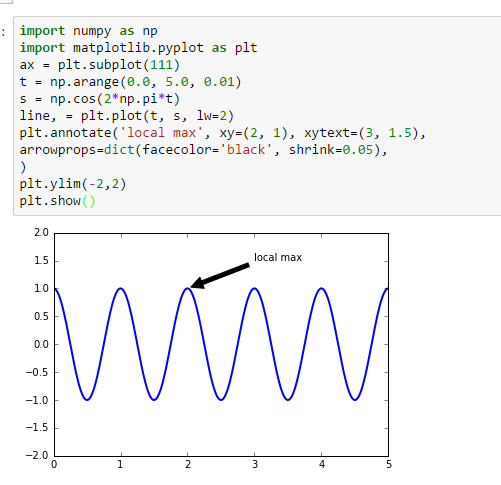 :
import numpy as np
import matplotlib.pyplot as plt
ax = plt.subplot(111)
t = np.arange(0.0, 5.0, 0.01)
s = np.cos(2*np.pi*t)
line, = plt.plot(t, s, lw=2)
plt.annotate('local max', xy=(2, 1), xytext=(3, 1.5),
arrowprops=dict(facecolor='black', shrink=0.05),
)
plt.ylim(-2,2)
plt.show()
2.0
local max
1.5
1.0
0.5
0.0
−0.5
−1.0
−1.5
−2.0
0 1 2 3 4 5